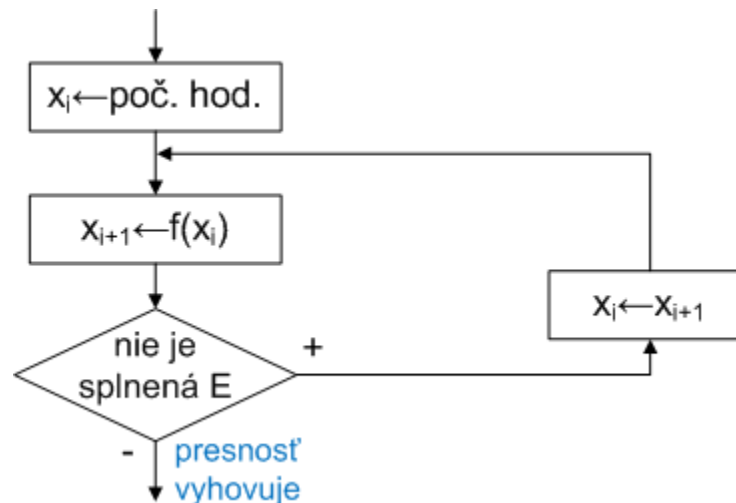 xᵢ←poč. hod.
xᵢ₊₁←f(xᵢ)
xᵢ←xᵢ₊₁
nie je
splnená E
+
-
presnosť
vyhovuje